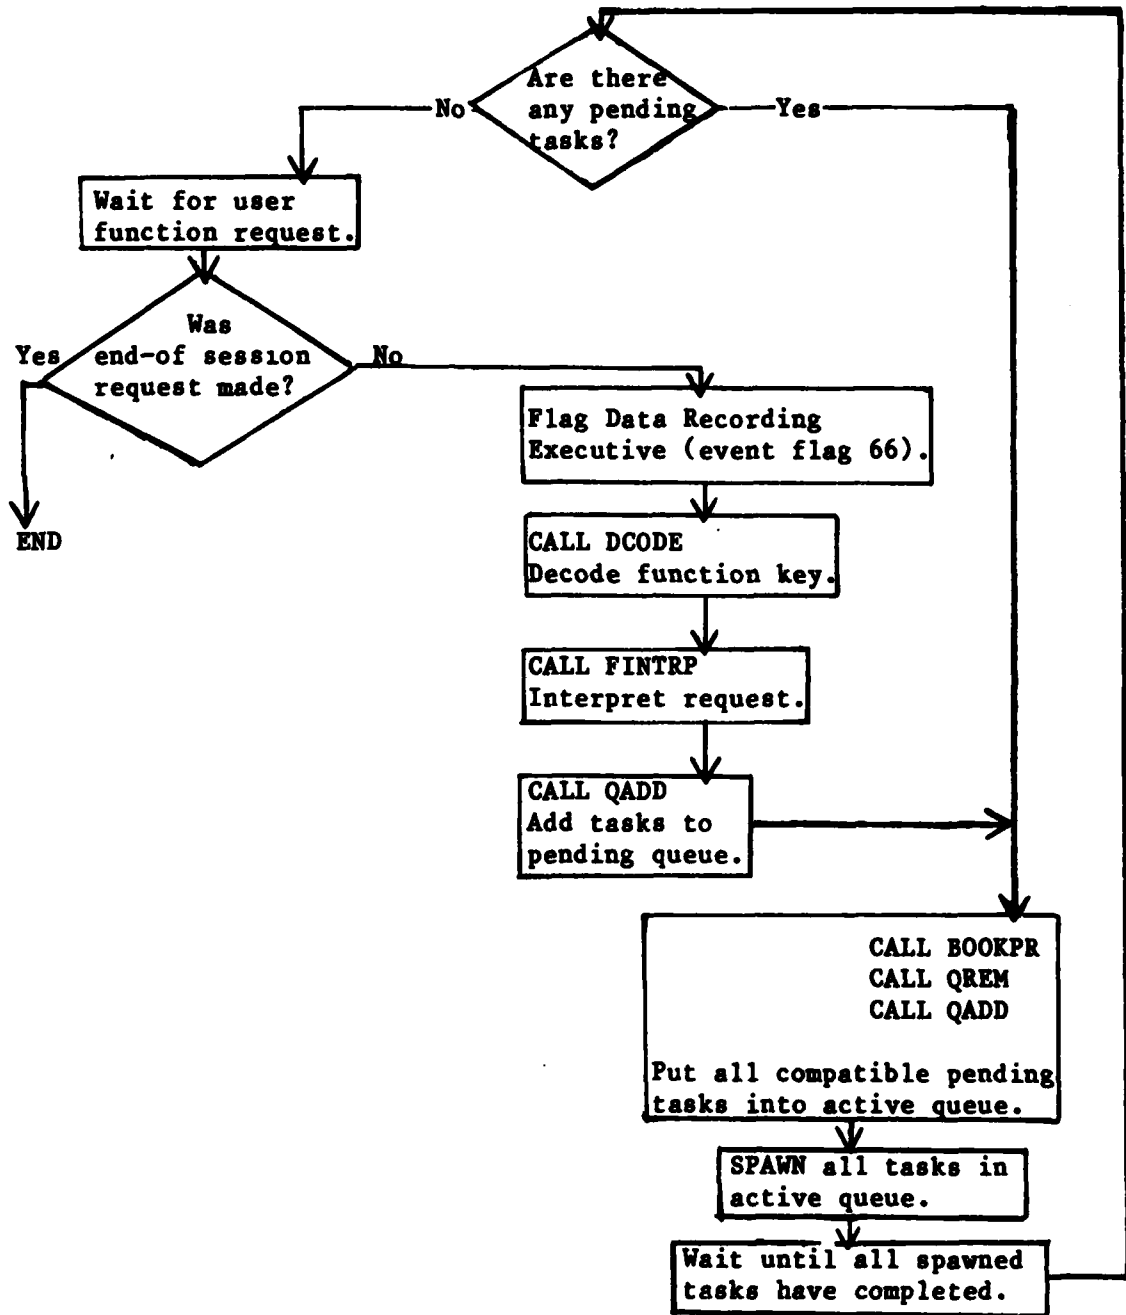 Are there
any pending
tasks?
No
Yes
Wait for user
function request.
Was
end-of session
request made?
Yes
No
END
Flag Data Recording
Executive (event flag 66).
CALL DCODE
Decode function key.
CALL FINTRP
Interpret request.
CALL QADD
Add tasks to
pending queue.
CALL BOOKPR
CALL QREM
CALL QADD
Put all compatible pending
tasks into active queue.
SPAWN all tasks in
active queue.
Wait until all spawned
tasks have completed.